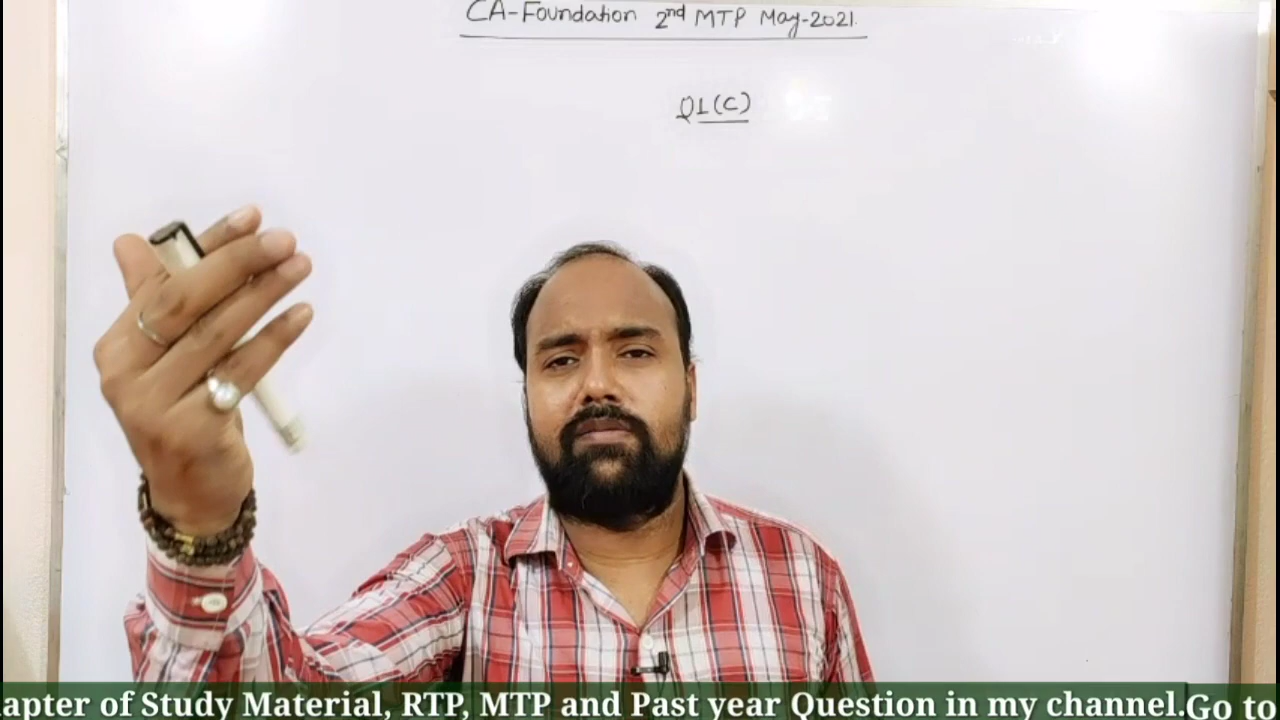 CA-Foundation 2nd MTP May-2021.
Q1(C)
apter of Study Material, RTP, MTP and Past year Question in my channel.Go to